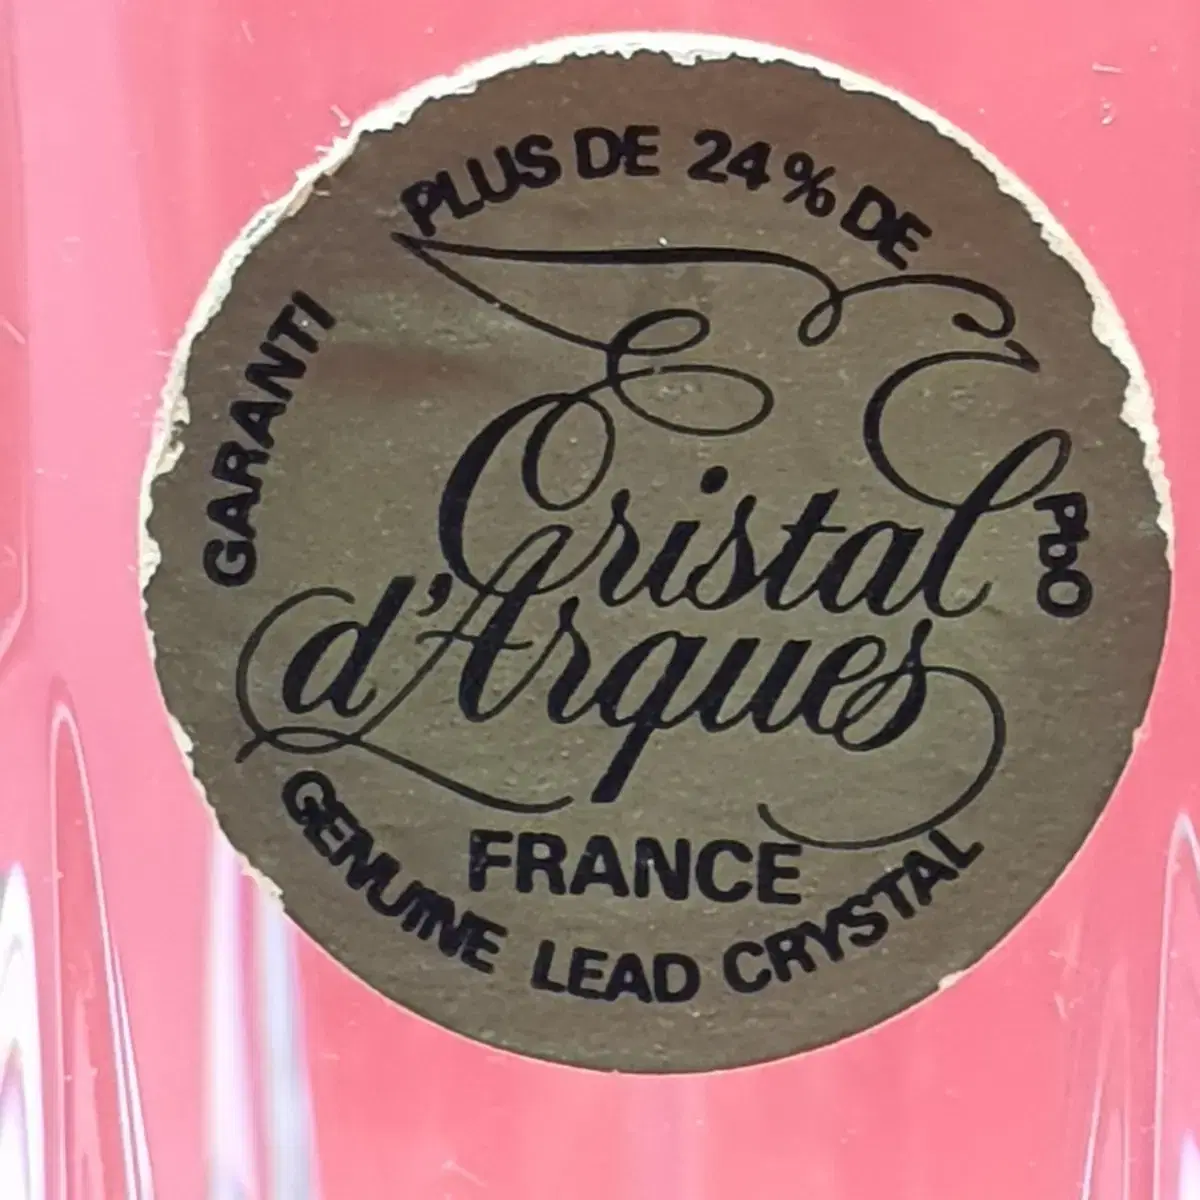 GARANTI PLUS DE 24% DE PbO
Cristal
d'Arques
FRANCE
GENUINE LEAD CRYSTAL